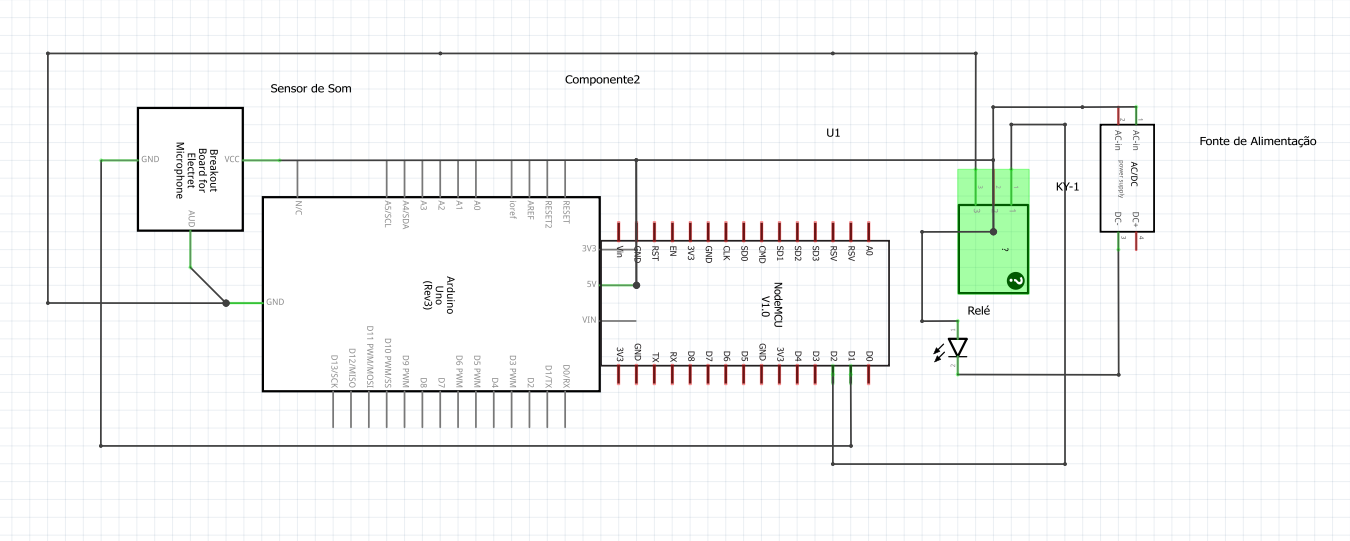 Sensor de Som
Componente2
U1
Fonte de Alimentação
KY-1
Relé
Breakout
Board for
Electret
Microphone
GND
VCC
AUD
N/C
A5/SCL
A4/SDA
A3
A2
A1
A0
ioref
AREF
RESET2
RESET
3V3
5V
VIN
GND
Arduino
Uno
(Rev3)
D13/SCK
D12/MISO
D11 PWM/MOSI
D10 PWM/SS
D9 PWM
D8
D7
D6 PWM
D5 PWM
D4
D3 PWM
D2
D1/TX
D0/RX
Vin
GND
RST
EN
3V3
GND
CLK
SD0
CMD
SD1
SD2
SD3
RSV
RSV
A0
NodeMCU
V1.0
3V3
GND
TX
RX
D8
D7
D6
D5
GND
3V3
D4
D3
D2
D1
D0
3
2
1
3
1
?
?
2
1
AC-in
AC-in
AC/DC
power supply
DC-
DC+
3
4
1
2